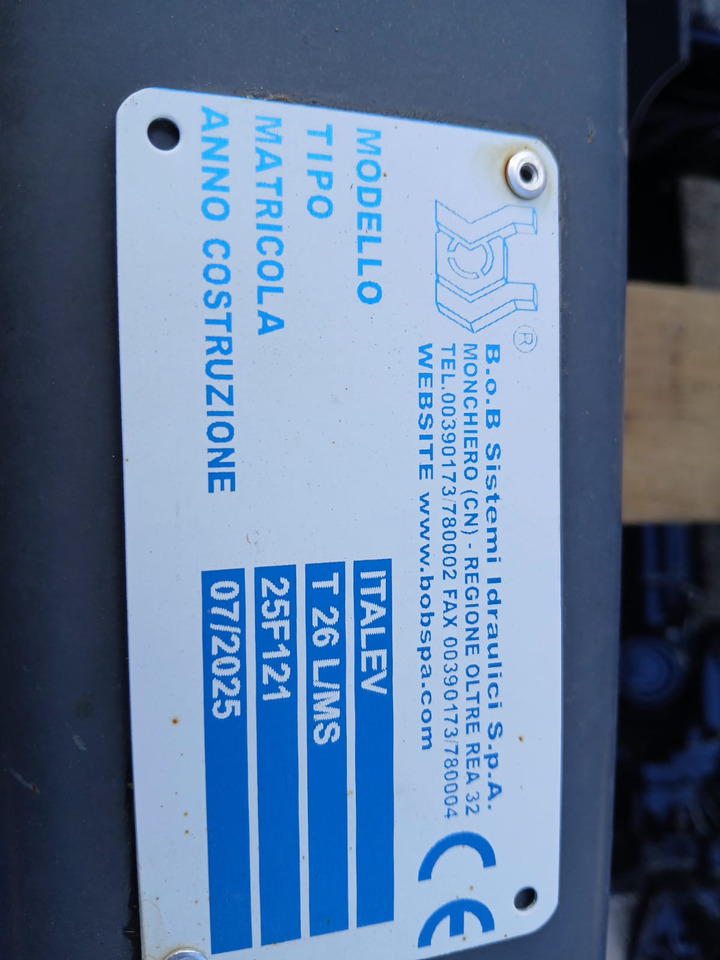 ®
B.o.B Sistemi Idraulici S.p.A.
MONCHIERO (CN) - REGIONE OLTRE REA 32
TEL.00390173/780002 FAX 00390173/780004
WEBSITE www.bobspa.com
CE
MODELLO ITALEV
TIPO T 26 L/MS
MATRICOLA 25F121
ANNO COSTRUZIONE 07/2025